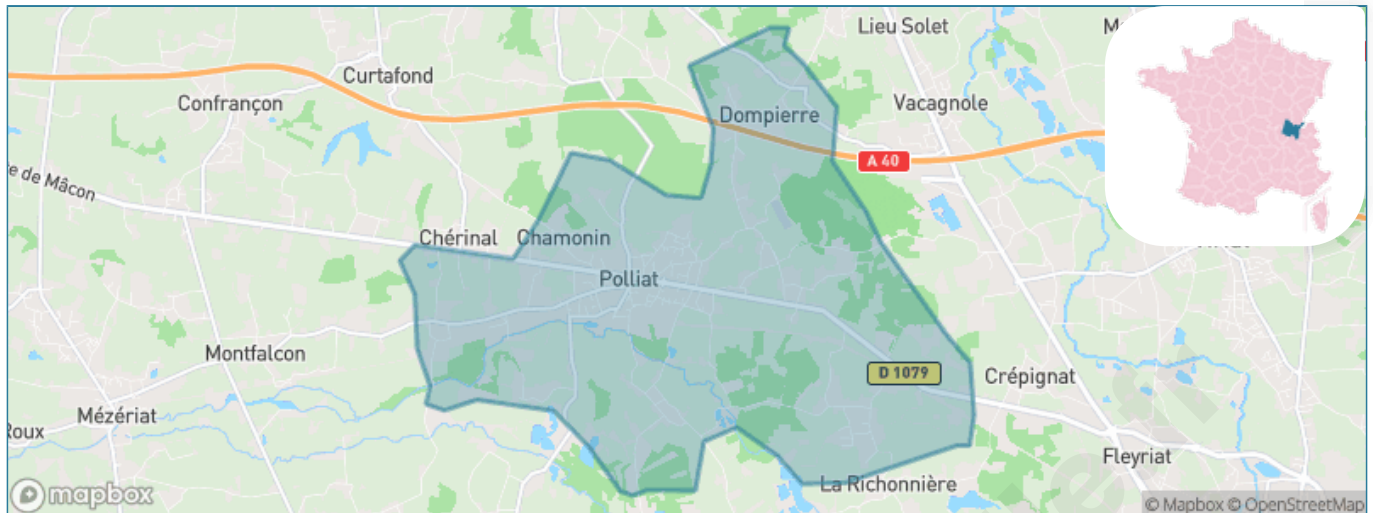 Lieu Solet
Curtafond
Confrançon
Vacagnole
Dompierre
A 40
de Mâcon
Chérinal
Chamonin
Polliat
Montfalcon
D 1079
Crépignat
Mézériat
Roux
Fleyriat
La Richonnière
mapbox
© Mapbox © OpenStreetMap